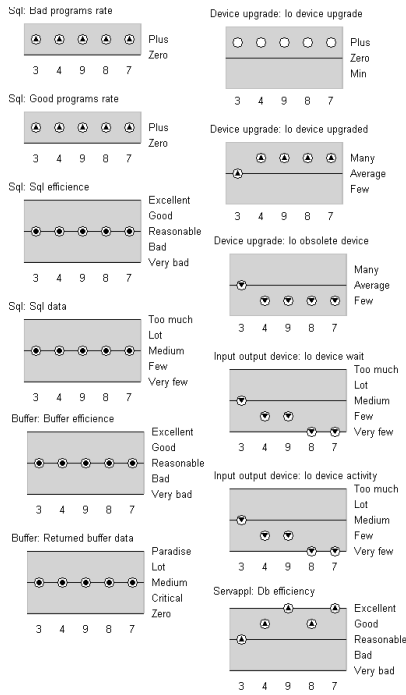 Sql: Bad programs rate
Plus
Zero
3 4 9 8 7
Sql: Good programs rate
Plus
Zero
3 4 9 8 7
Sql: Sql efficience
Excellent
Good
Reasonable
Bad
Very bad
3 4 9 8 7
Sql: Sql data
Too much
Lot
Medium
Few
Very few
3 4 9 8 7
Buffer: Buffer efficience
Excellent
Good
Reasonable
Bad
Very bad
3 4 9 8 7
Buffer: Returned buffer data
Paradise
Lot
Medium
Critical
Zero
3 4 9 8 7
Device upgrade: Io device upgrade
Plus
Zero
Min
3 4 9 8 7
Device upgrade: Io device upgraded
Many
Average
Few
3 4 9 8 7
Device upgrade: Io obsolete device
Many
Average
Few
3 4 9 8 7
Input output device: Io device wait
Too much
Lot
Medium
Few
Very few
3 4 9 8 7
Input output device: Io device activity
Too much
Lot
Medium
Few
Very few
3 4 9 8 7
Servappl: Db efficiency
Excellent
Good
Reasonable
Bad
Very bad
3 4 9 8 7